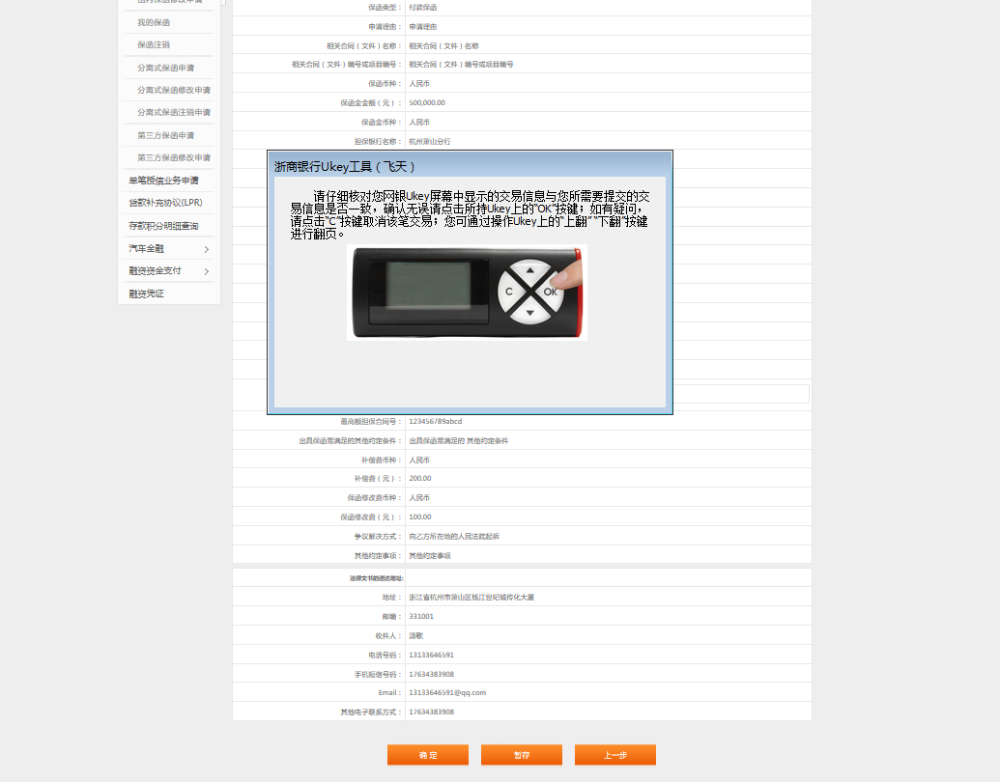 我的保函
保函注销
分离式保函申请
分离式保函修改申请
分离式保函注销申请
第三方保函申请
第三方保函修改申请
单笔授信业务申请
贷款补充协议(LPR)
存款积分明细查询
汽车金融
融资资金支付
融资凭证
保函类型： 付款保函
申请理由： 申请理由
相关合同（文件）名称： 相关合同（文件）名称
相关合同（文件）编号或项目编号： 相关合同（文件）编号或项目编号
保函币种： 人民币
保函金金额（元）： 500,000.00
保函金币种： 人民币
担保银行名称： 杭州萧山分行
浙商银行Ukey工具（飞天）
请仔细核对您网银Ukey屏幕中显示的交易信息与您所需要提交的交
易信息是否一致，确认无误请点击所持Ukey上的“OK”按键；如有疑问，
请点击“C”按键取消该笔交易；您可通过操作Ukey上的“上翻” “下翻”按键
进行翻页。
C
OK
最高额担保合同号： 123456789abcd
出具保函需满足的其他约定条件： 出具保函需满足的 其他约定条件
补偿费币种： 人民币
补偿费（元）： 200.00
保函修改费币种： 人民币
保函修改费（元）： 100.00
争议解决方式： 向乙方所在地的人民法院起诉
其他约定事项： 其他约定事项
法律文书的送达地址:
地址： 浙江省杭州市萧山区钱江世纪城传化大厦
邮编： 331001
收件人： 潇歌
电话号码： 13133646591
手机短信号码： 17634383908
Email： 13133646591@qq.com
其他电子联系方式： 17634383908
确 定
暂存
上一步